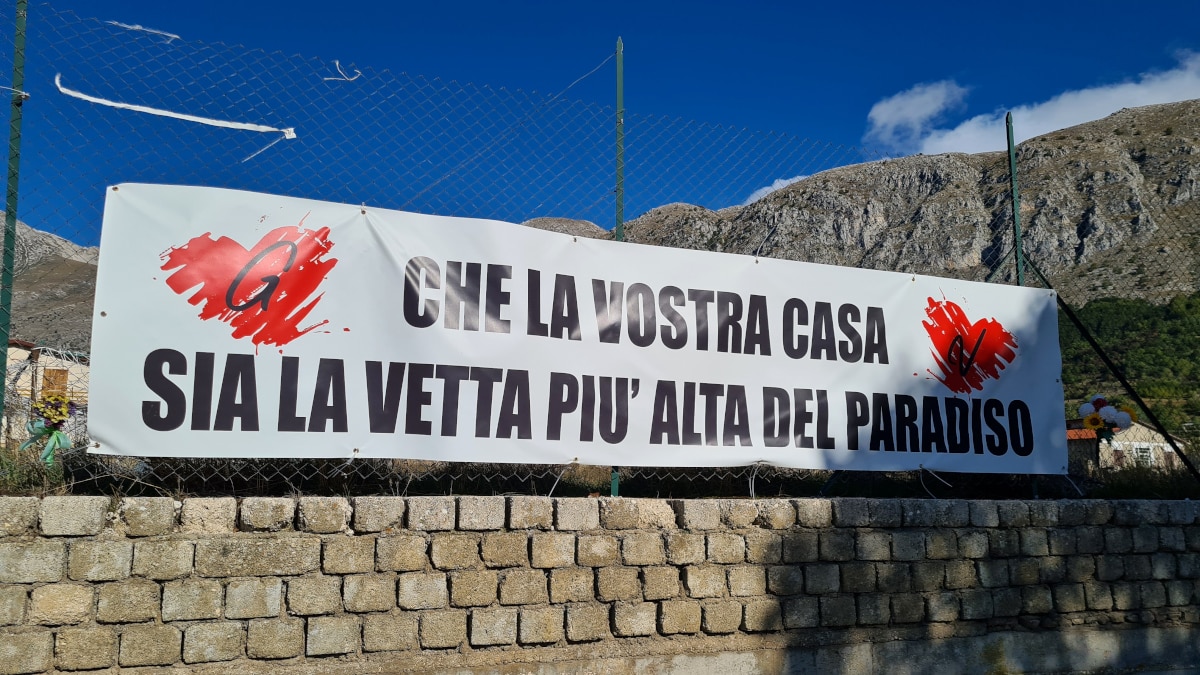 G
CHE LA VOSTRA CASA
V
SIA LA VETTA PIU' ALTA DEL PARADISO